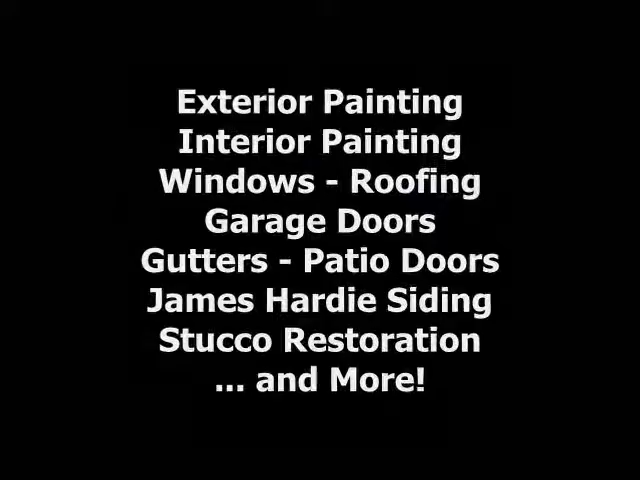 Exterior Painting
Interior Painting
Windows - Roofing
Garage Doors
Gutters - Patio Doors
James Hardie Siding
Stucco Restoration
... and More!